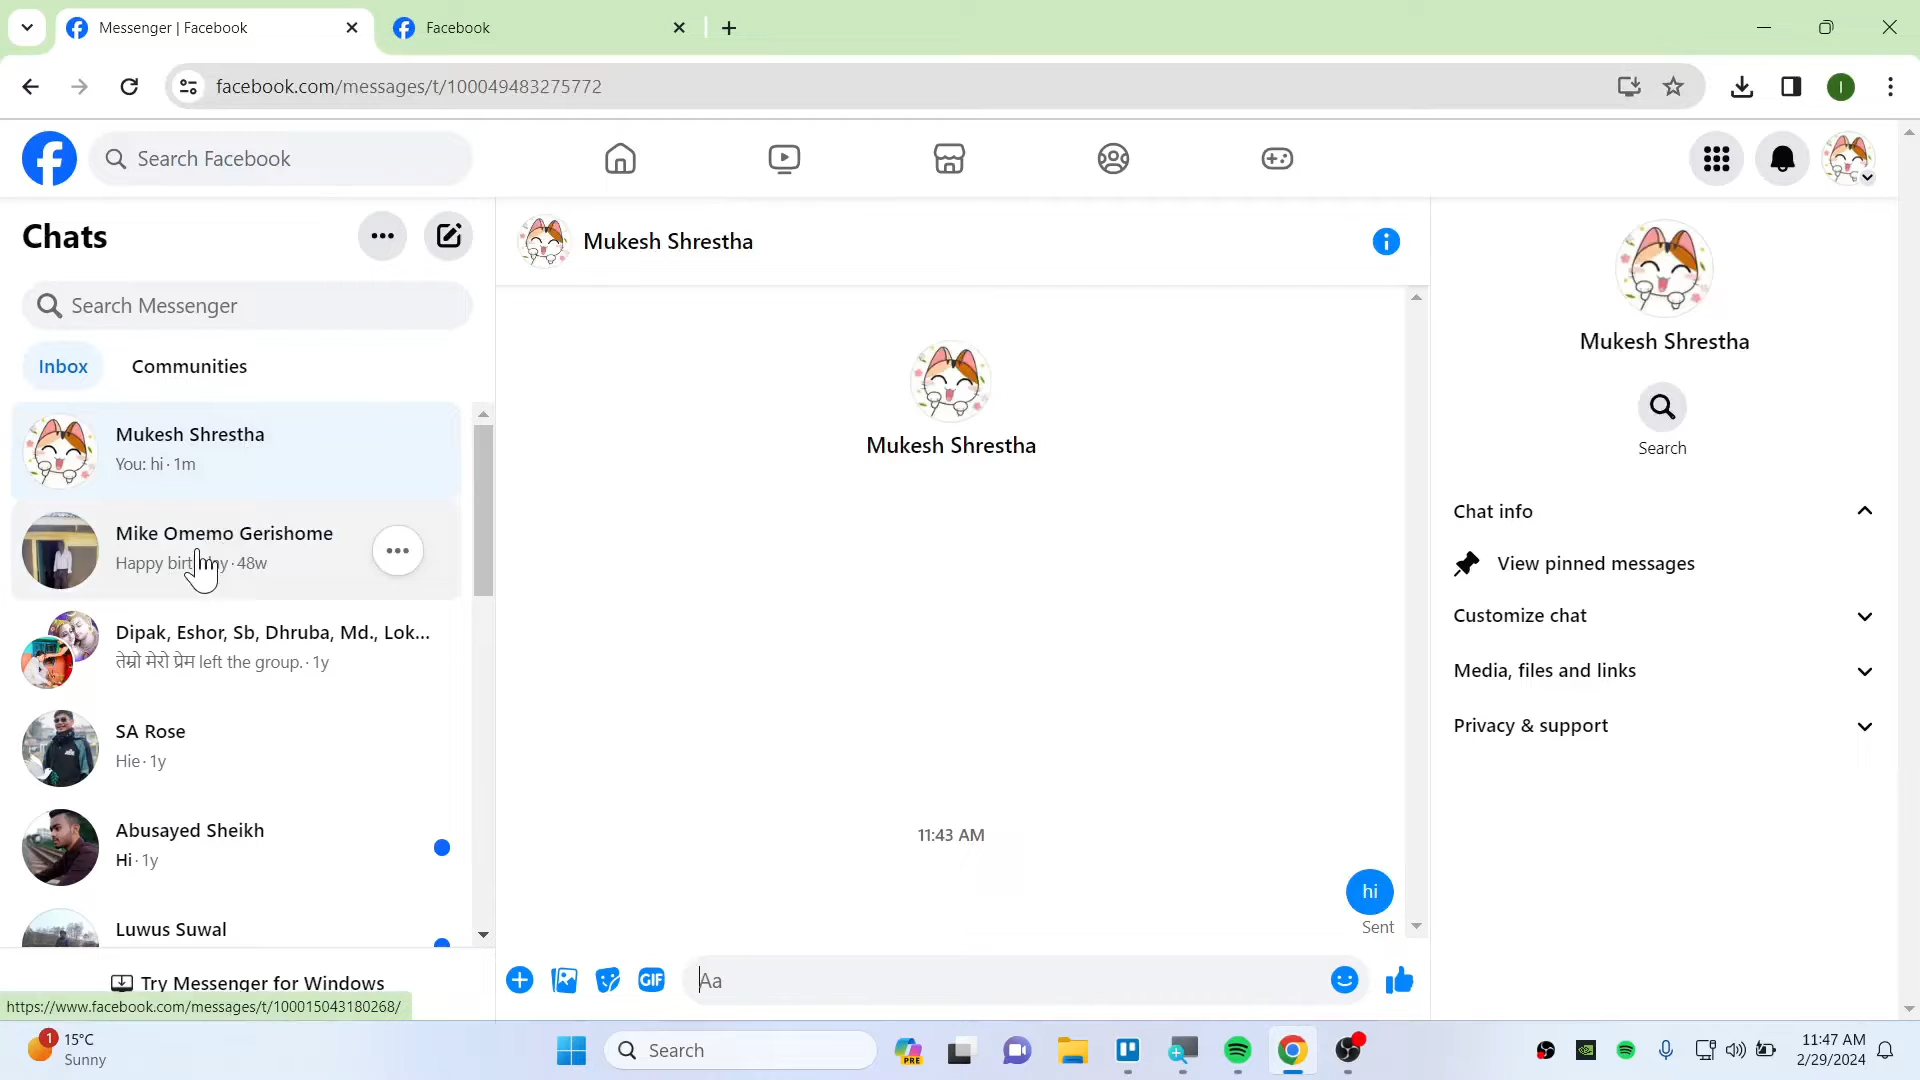 Messenger | Facebook
Facebook
facebook.com/messages/t/100049483275772
Search Facebook
Chats
Search Messenger
Inbox
Communities
Mukesh Shrestha
You: hi · 1m
Mike Omemo Gerishome
Happy birthday · 48w
Dipak, Eshor, Sb, Dhruba, Md., Lok...
तेम्रो मेरो प्रेम left the group. · 1y
SA Rose
Hie · 1y
Abusayed Sheikh
Hi · 1y
Luwus Suwal
Try Messenger for Windows
https://www.facebook.com/messages/t/100015043180268/
Mukesh Shrestha
Mukesh Shrestha
11:43 AM
hi
Sent
GIF
Aa
Mukesh Shrestha
Search
Chat info
View pinned messages
Customize chat
Media, files and links
Privacy & support
I
1
15°C
Sunny
Search
PRE
11:47 AM
2/29/2024